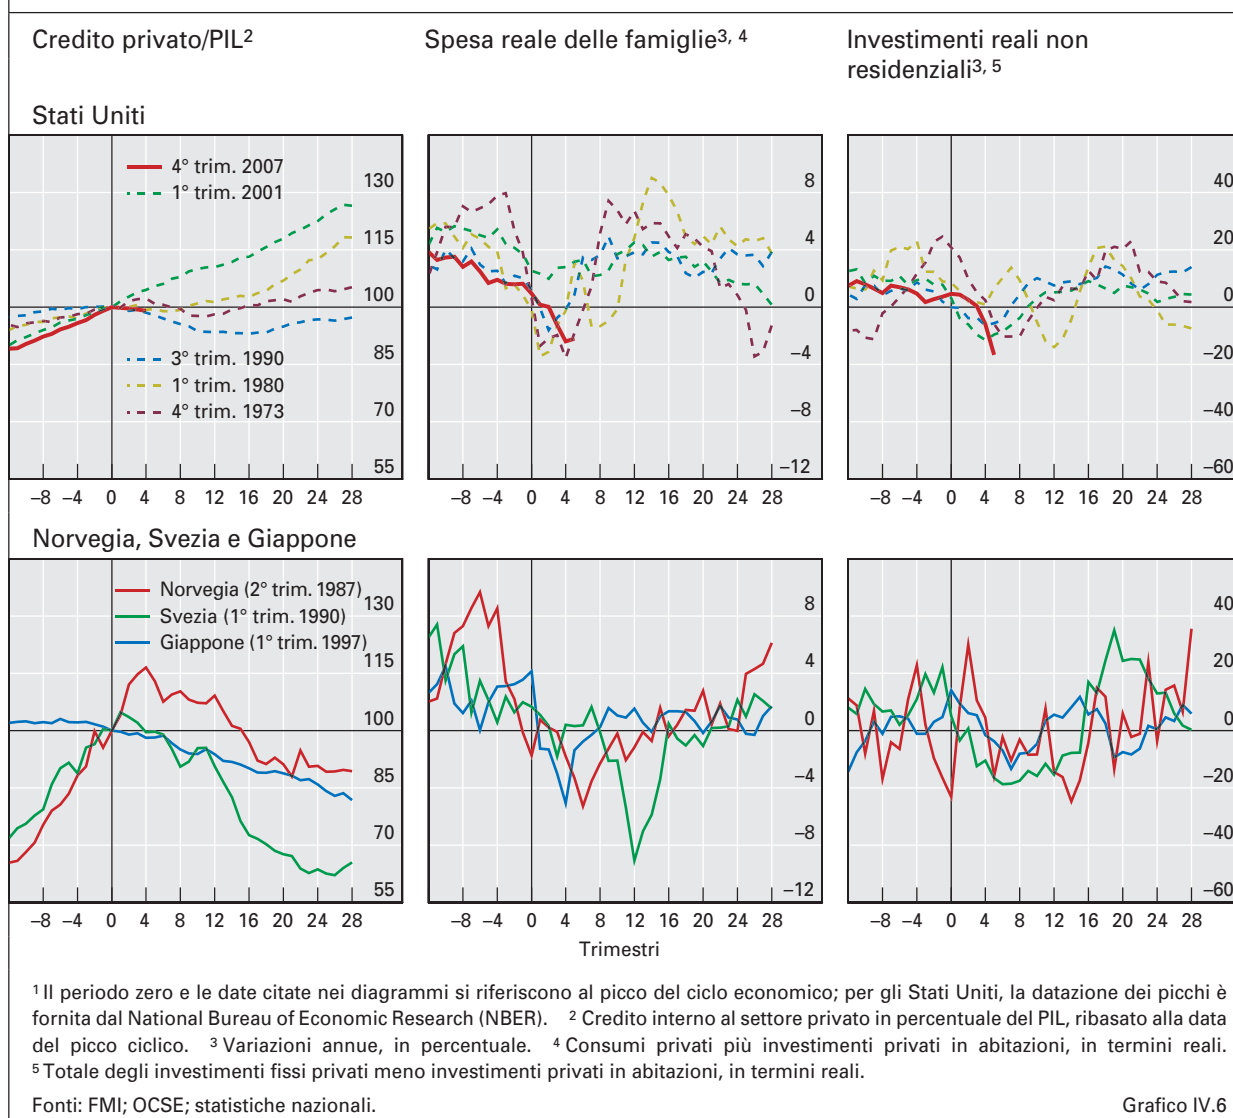 Credito privato/PIL2
Spesa reale delle famiglie3, 4
Investimenti reali non
residenziali3, 5
Stati Uniti
4° trim. 2007
1° trim. 2001
3° trim. 1990
1° trim. 1980
4° trim. 1973
130
115
100
85
70
55
–8 –4 0 4 8 12 16 20 24 28
8
4
0
–4
–8
–12
–8 –4 0 4 8 12 16 20 24 28
40
20
0
–20
–40
–60
–8 –4 0 4 8 12 16 20 24 28
Norvegia, Svezia e Giappone
Norvegia (2° trim. 1987)
Svezia (1° trim. 1990)
Giappone (1° trim. 1997)
130
115
100
85
70
55
–8 –4 0 4 8 12 16 20 24 28
8
4
0
–4
–8
–12
–8 –4 0 4 8 12 16 20 24 28
40
20
0
–20
–40
–60
–8 –4 0 4 8 12 16 20 24 28
Trimestri
1 Il periodo zero e le date citate nei diagrammi si riferiscono al picco del ciclo economico; per gli Stati Uniti, la datazione dei picchi è
fornita dal National Bureau of Economic Research (NBER). 2 Credito interno al settore privato in percentuale del PIL, ribasato alla data
del picco ciclico. 3 Variazioni annue, in percentuale. 4 Consumi privati più investimenti privati in abitazioni, in termini reali.
5 Totale degli investimenti fissi privati meno investimenti privati in abitazioni, in termini reali.
Fonti: FMI; OCSE; statistiche nazionali.
Grafico IV.6